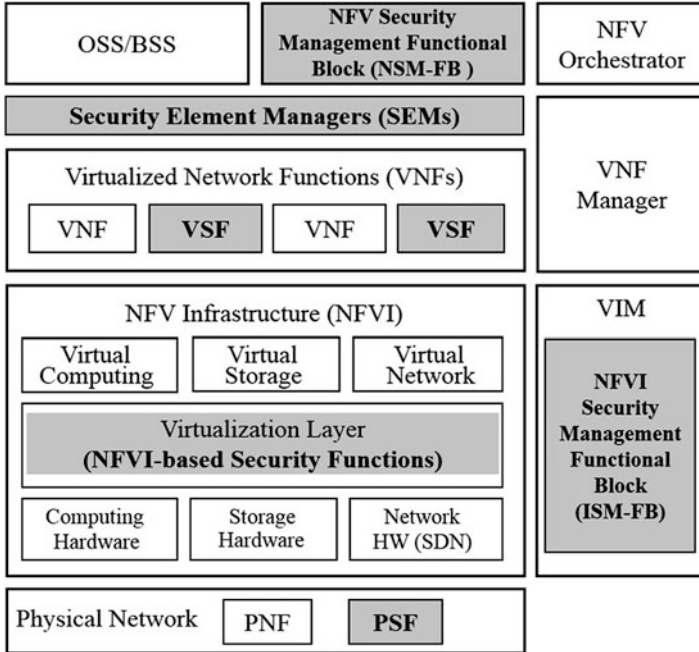 OSS/BSS
NFV Security
Management Functional
Block (NSM-FB )
NFV
Orchestrator
Security Element Managers (SEMs)
Virtualized Network Functions (VNFs)
VNF
VSF
VNF
VSF
VNF
Manager
NFV Infrastructure (NFVI)
Virtual
Computing
Virtual
Storage
Virtual
Network
Virtualization Layer
(NFVI-based Security Functions)
Computing
Hardware
Storage
Hardware
Network
HW (SDN)
VIM
NFVI
Security
Management
Functional
Block
(ISM-FB)
Physical Network
PNF
PSF